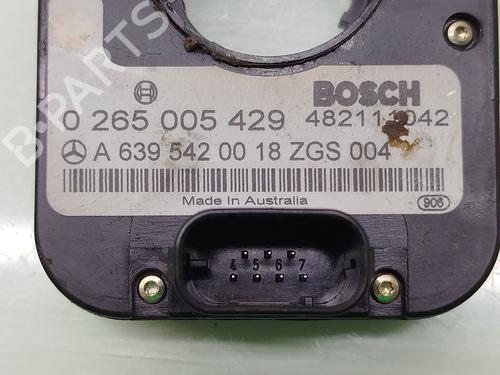 BOSCH
0 265 005 429
A 639 542 00 18 ZGS 004
Made In Australia
906
4 5 6 7
B-PARTS